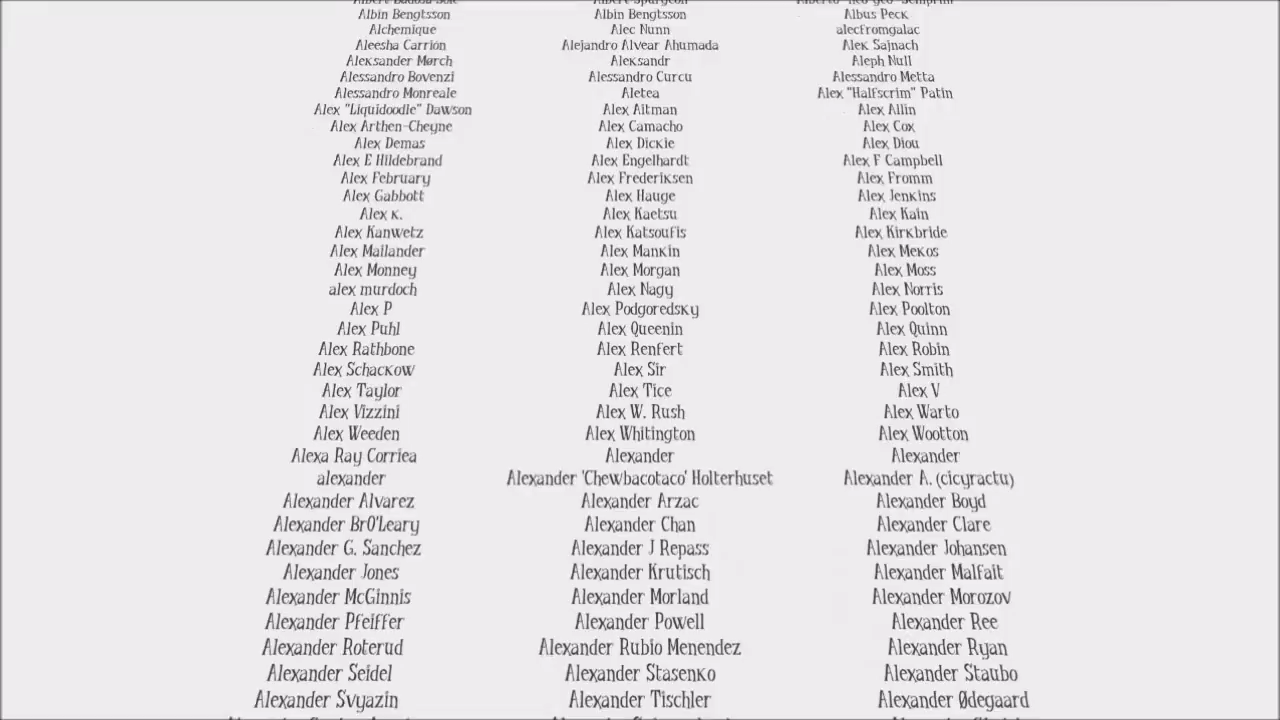 Albin Bengtsson Albin Bengtsson Albus Peck
Alchemique Alec Nunn alecfromgalac
Aleesha Carrión Alejandro Alvear Ahumada Alek Sajnach
Aleksander Mørch Aleksandr Aleph Null
Alessandro Bovenzi Alessandro Curcu Alessandro Metta
Alessandro Monreale Aletea Alex "Halfscrim" Patin
Alex "Liquidoodle" Dawson Alex Altman Alex Allin
Alex Arthen-Cheyne Alex Camacho Alex Cox
Alex Demas Alex Dickie Alex Diou
Alex E Hildebrand Alex Engelhardt Alex F Campbell
Alex February Alex Frederiksen Alex Fromm
Alex Gabbott Alex Hauge Alex Jenkins
Alex K. Alex Kaetsu Alex Kain
Alex Kanwetz Alex Katsoufis Alex Kirkbride
Alex Mailander Alex Mankin Alex Mekos
Alex Monney Alex Morgan Alex Moss
alex murdoch Alex Nagy Alex Norris
Alex P Alex Podgoredsky Alex Poolton
Alex Puhl Alex Queenin Alex Quinn
Alex Rathbone Alex Renfert Alex Robin
Alex Schackow Alex Sir Alex Smith
Alex Taylor Alex Tice Alex V
Alex Vizzini Alex W. Rush Alex Warto
Alex Weeden Alex Whitington Alex Wootton
Alexa Ray Corriea Alexander Alexander
alexander Alexander 'Chewbacotaco' Holterhuset Alexander A. (cicyractu)
Alexander Alvarez Alexander Arzac Alexander Boyd
Alexander BrO'Leary Alexander Chan Alexander Clare
Alexander G. Sanchez Alexander J Repass Alexander Johansen
Alexander Jones Alexander Krutisch Alexander Malfait
Alexander McGinnis Alexander Morland Alexander Morozov
Alexander Pfeiffer Alexander Powell Alexander Ree
Alexander Roterud Alexander Rubio Menendez Alexander Ryan
Alexander Seidel Alexander Stasenko Alexander Staubo
Alexander Svyazin Alexander Tischler Alexander Ødegaard